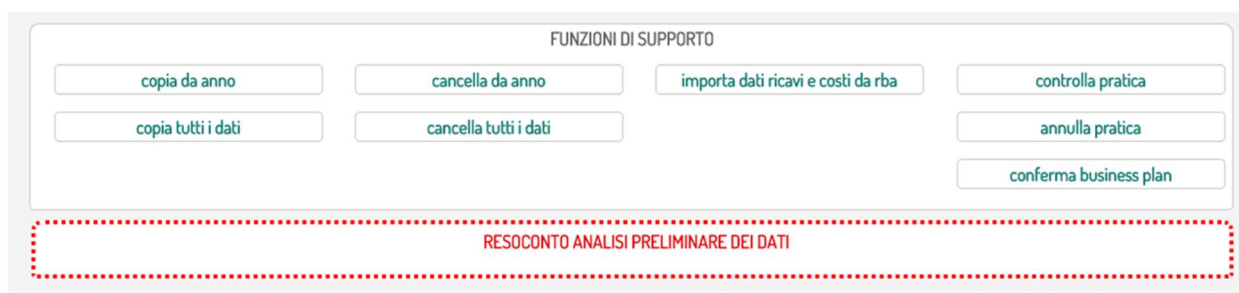 FUNZIONI DI SUPPORTO
copia da anno
cancella da anno
importa dati ricavi e costi da rba
controlla pratica
copia tutti i dati
cancella tutti i dati
annulla pratica
conferma business plan
RESOCONTO ANALISI PRELIMINARE DEI DATI